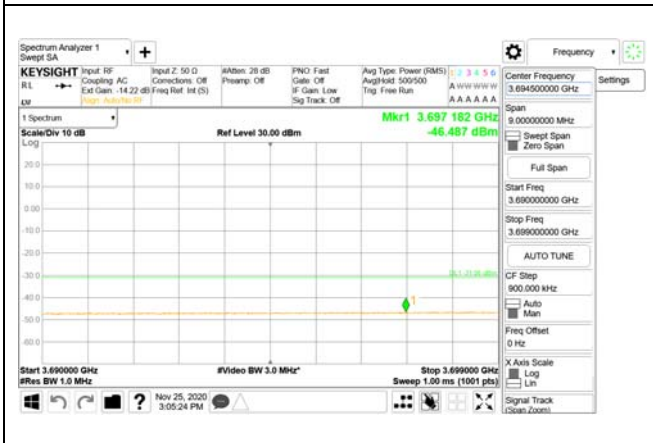 Spectrum Analyzer 1
Swept SA
Frequency
KEYSIGHT
Input: RF
Coupling: AC
Ext Gain: -14.22 dB
Align: Auto/No RF
Input Z: 50 Ω
Corrections: Off
Freq Ref: Int (S)
#Atten: 28 dB
Preamp: Off
PNO: Fast
Gate: Off
IF Gain: Low
Sig Track: Off
Avg Type: Power (RMS)
Avg|Hold: 500/500
Trig: Free Run
1 2 3 4 5 6
A W W W W W
A A A A A A
RL
1 Spectrum
Scale/Div 10 dB
Ref Level 30.00 dBm
Mkr1 3.697 182 GHz
-46.487 dBm
Log
20.0
10.0
0.00
-10.0
-20.0
-30.0
-40.0
-50.0
-60.0
1
Start 3.690000 GHz
#Res BW 1.0 MHz
#Video BW 3.0 MHz*
Stop 3.699000 GHz
Sweep 1.00 ms (1001 pts)
Nov 25, 2020
3:05:24 PM
Center Frequency
3.694500000 GHz
Settings
Span
9.00000000 MHz
Swept Span
Zero Span
Full Span
Start Freq
3.690000000 GHz
Stop Freq
3.699000000 GHz
AUTO TUNE
CF Step
900.000 kHz
Auto
Man
Freq Offset
0 Hz
X Axis Scale
Log
Lin
Signal Track
(Span Zoom)